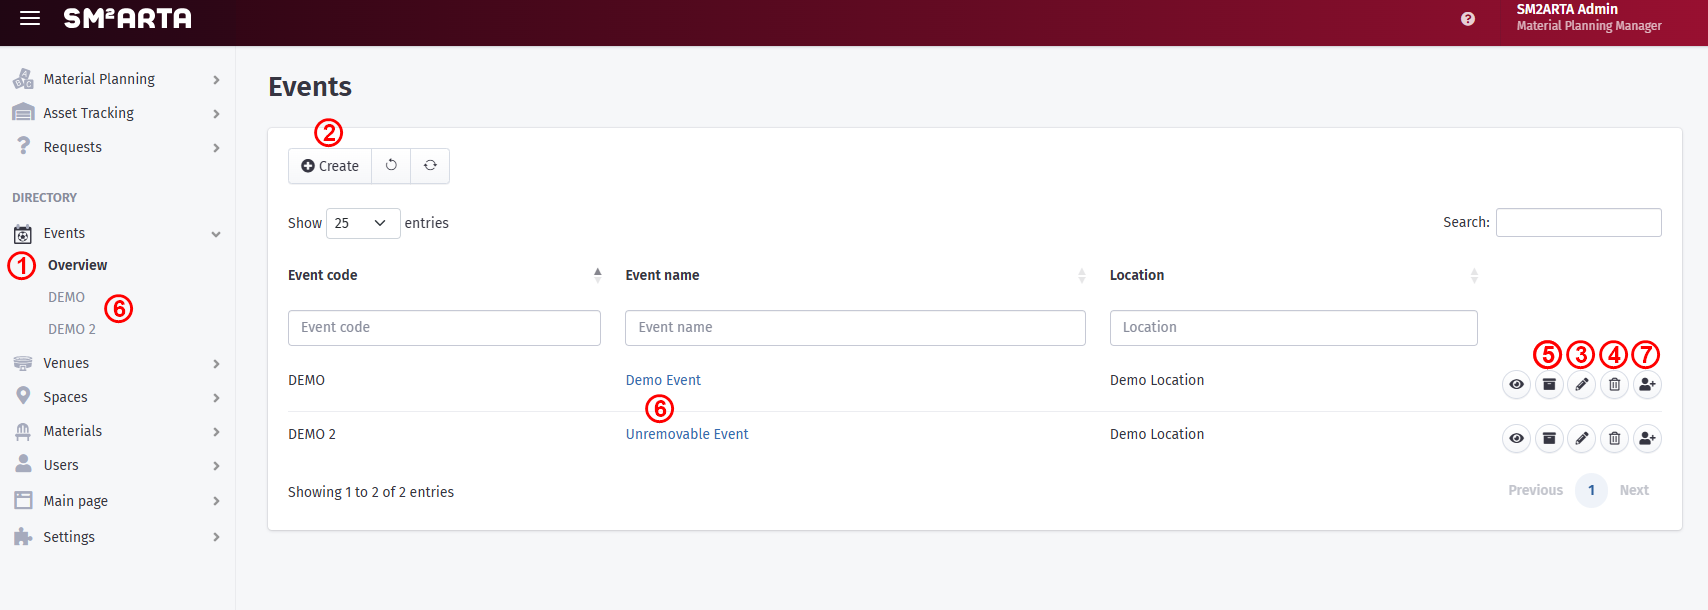 SM²ARTA
?
SM2ARTA Admin
Material Planning Manager
Material Planning
Asset Tracking
Requests
DIRECTORY
Events
1 Overview
DEMO
6
DEMO 2
Venues
Spaces
Materials
Users
Main page
Settings
Events
2
Create
Show 25 entries
Search:
Event code Event name Location
Event code Event name Location
5 3 4 7
DEMO Demo Event Demo Location
6
DEMO 2 Unremovable Event Demo Location
Showing 1 to 2 of 2 entries
Previous 1 Next